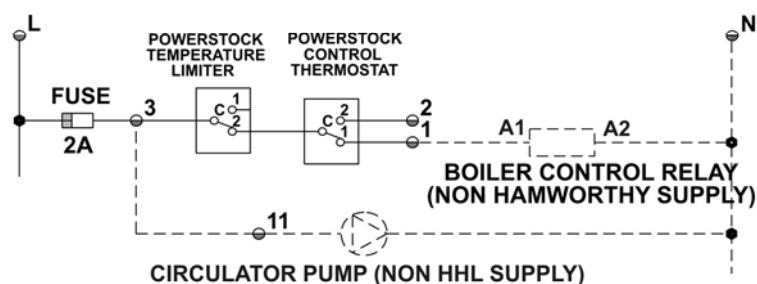 L
N
POWERSTOCK
TEMPERATURE
LIMITER
POWERSTOCK
CONTROL
THERMOSTAT
FUSE
2A
3
C 1
2
C 2
1
2
1
A1
A2
BOILER CONTROL RELAY
(NON HAMWORTHY SUPPLY)
11
CIRCULATOR PUMP (NON HHL SUPPLY)